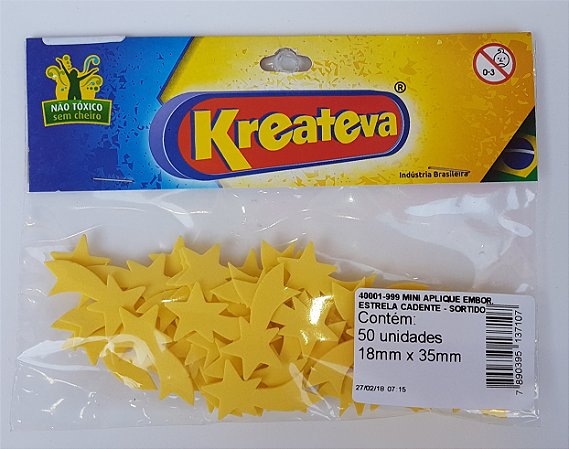 NÃO TÓXICO
sem cheiro
Kreateva®
0-3
Indústria Brasileira
40001-999 MINI APLIQUE EMBOR.
ESTRELA CADENTE - SORTIDO
Contém:
50 unidades
18mm x 35mm
27/02/18 07:15
7 890395 137107